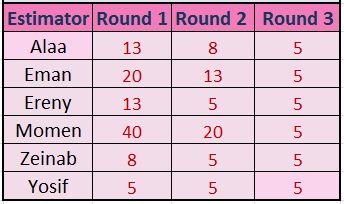 Estimator Round 1 Round 2 Round 3
Alaa 13 8 5
Eman 20 13 5
Ereny 13 5 5
Momen 40 20 5
Zeinab 8 5 5
Yosif 5 5 5